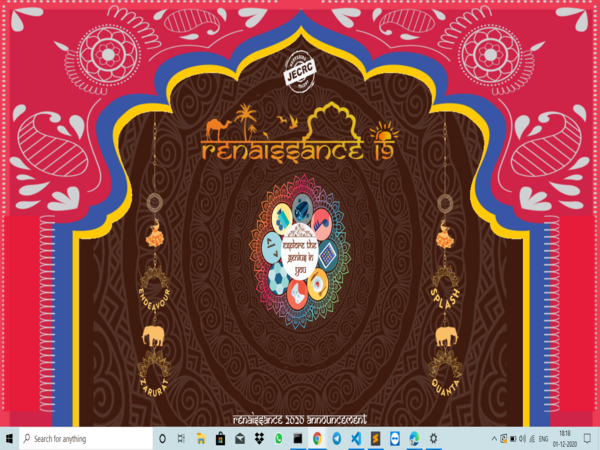 JECRC
Renaissance 19
explore the
genius in
you
ENDEAVOUR
SPLASH
ZARURAT
QUANTA
Renaissance 2020 Announcement
Search for anything
ENG
18:18
01-12-2020